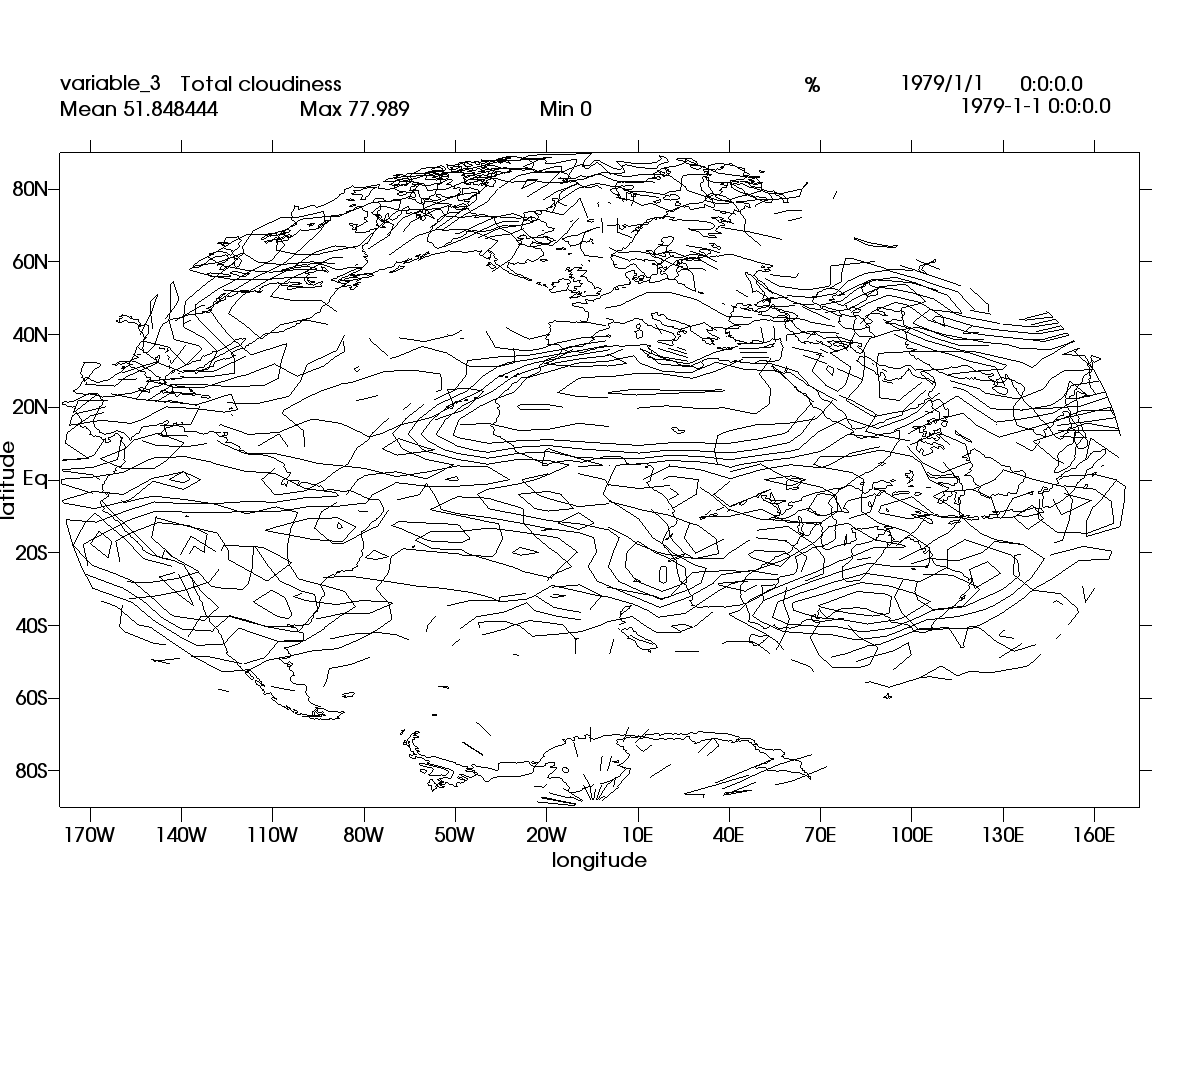 variable_3 Total cloudiness % 1979/1/1 0:0:0.0
Mean 51.848444 Max 77.989 Min 0 1979-1-1 0:0:0.0
80N
60N
40N
20N
Eq
20S
40S
60S
80S
latitude
170W 140W 110W 80W 50W 20W 10E 40E 70E 100E 130E 160E
longitude